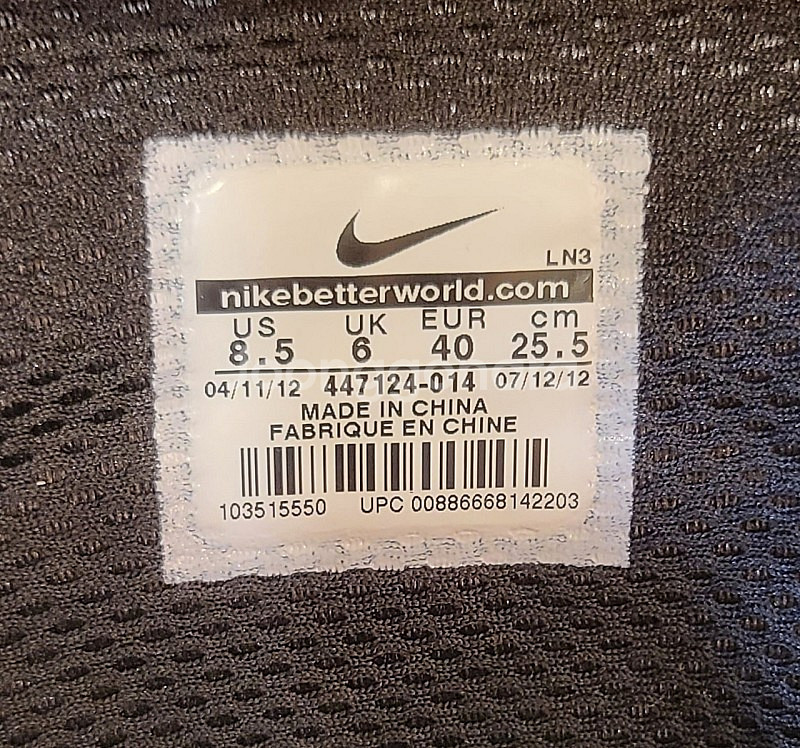 LN3
nikebetterworld.com
US UK EUR cm
8.5 6 40 25.5
04/11/12 447124-014 07/12/12
MADE IN CHINA
FABRIQUE EN CHINE
103515550 UPC 00886668142203